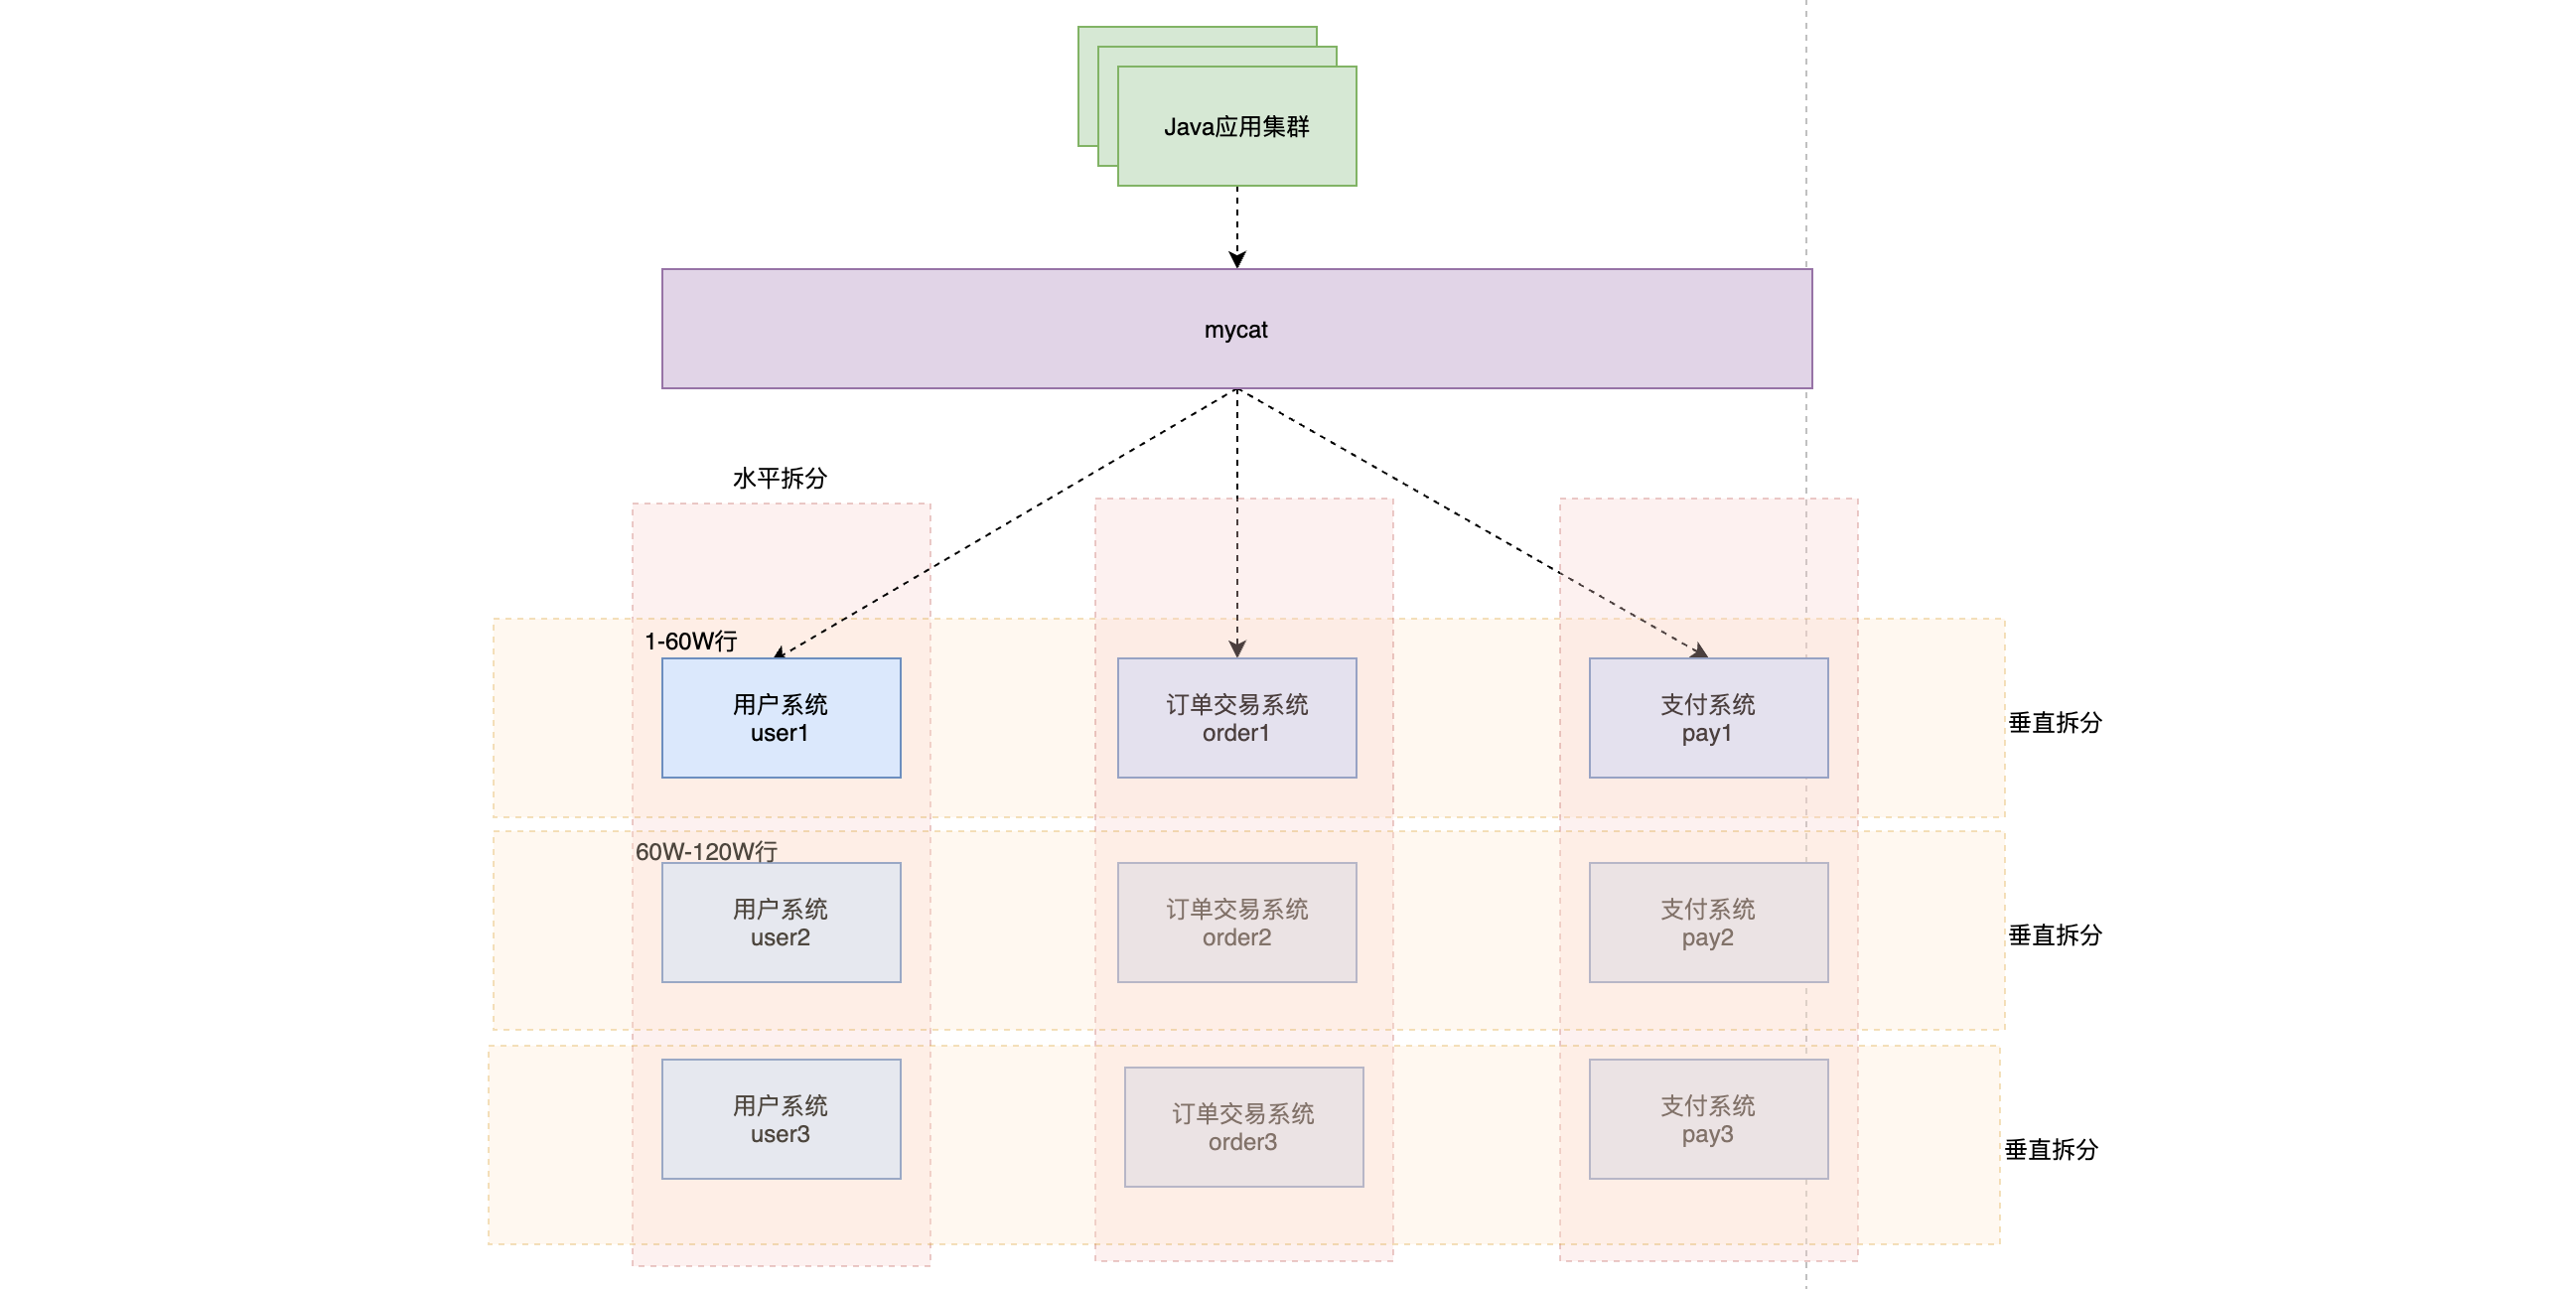 Java应用集群
mycat
水平拆分
1-60W行
用户系统
user1
订单交易系统
order1
支付系统
pay1
垂直拆分
60W-120W行
用户系统
user2
订单交易系统
order2
支付系统
pay2
垂直拆分
用户系统
user3
订单交易系统
order3
支付系统
pay3
垂直拆分